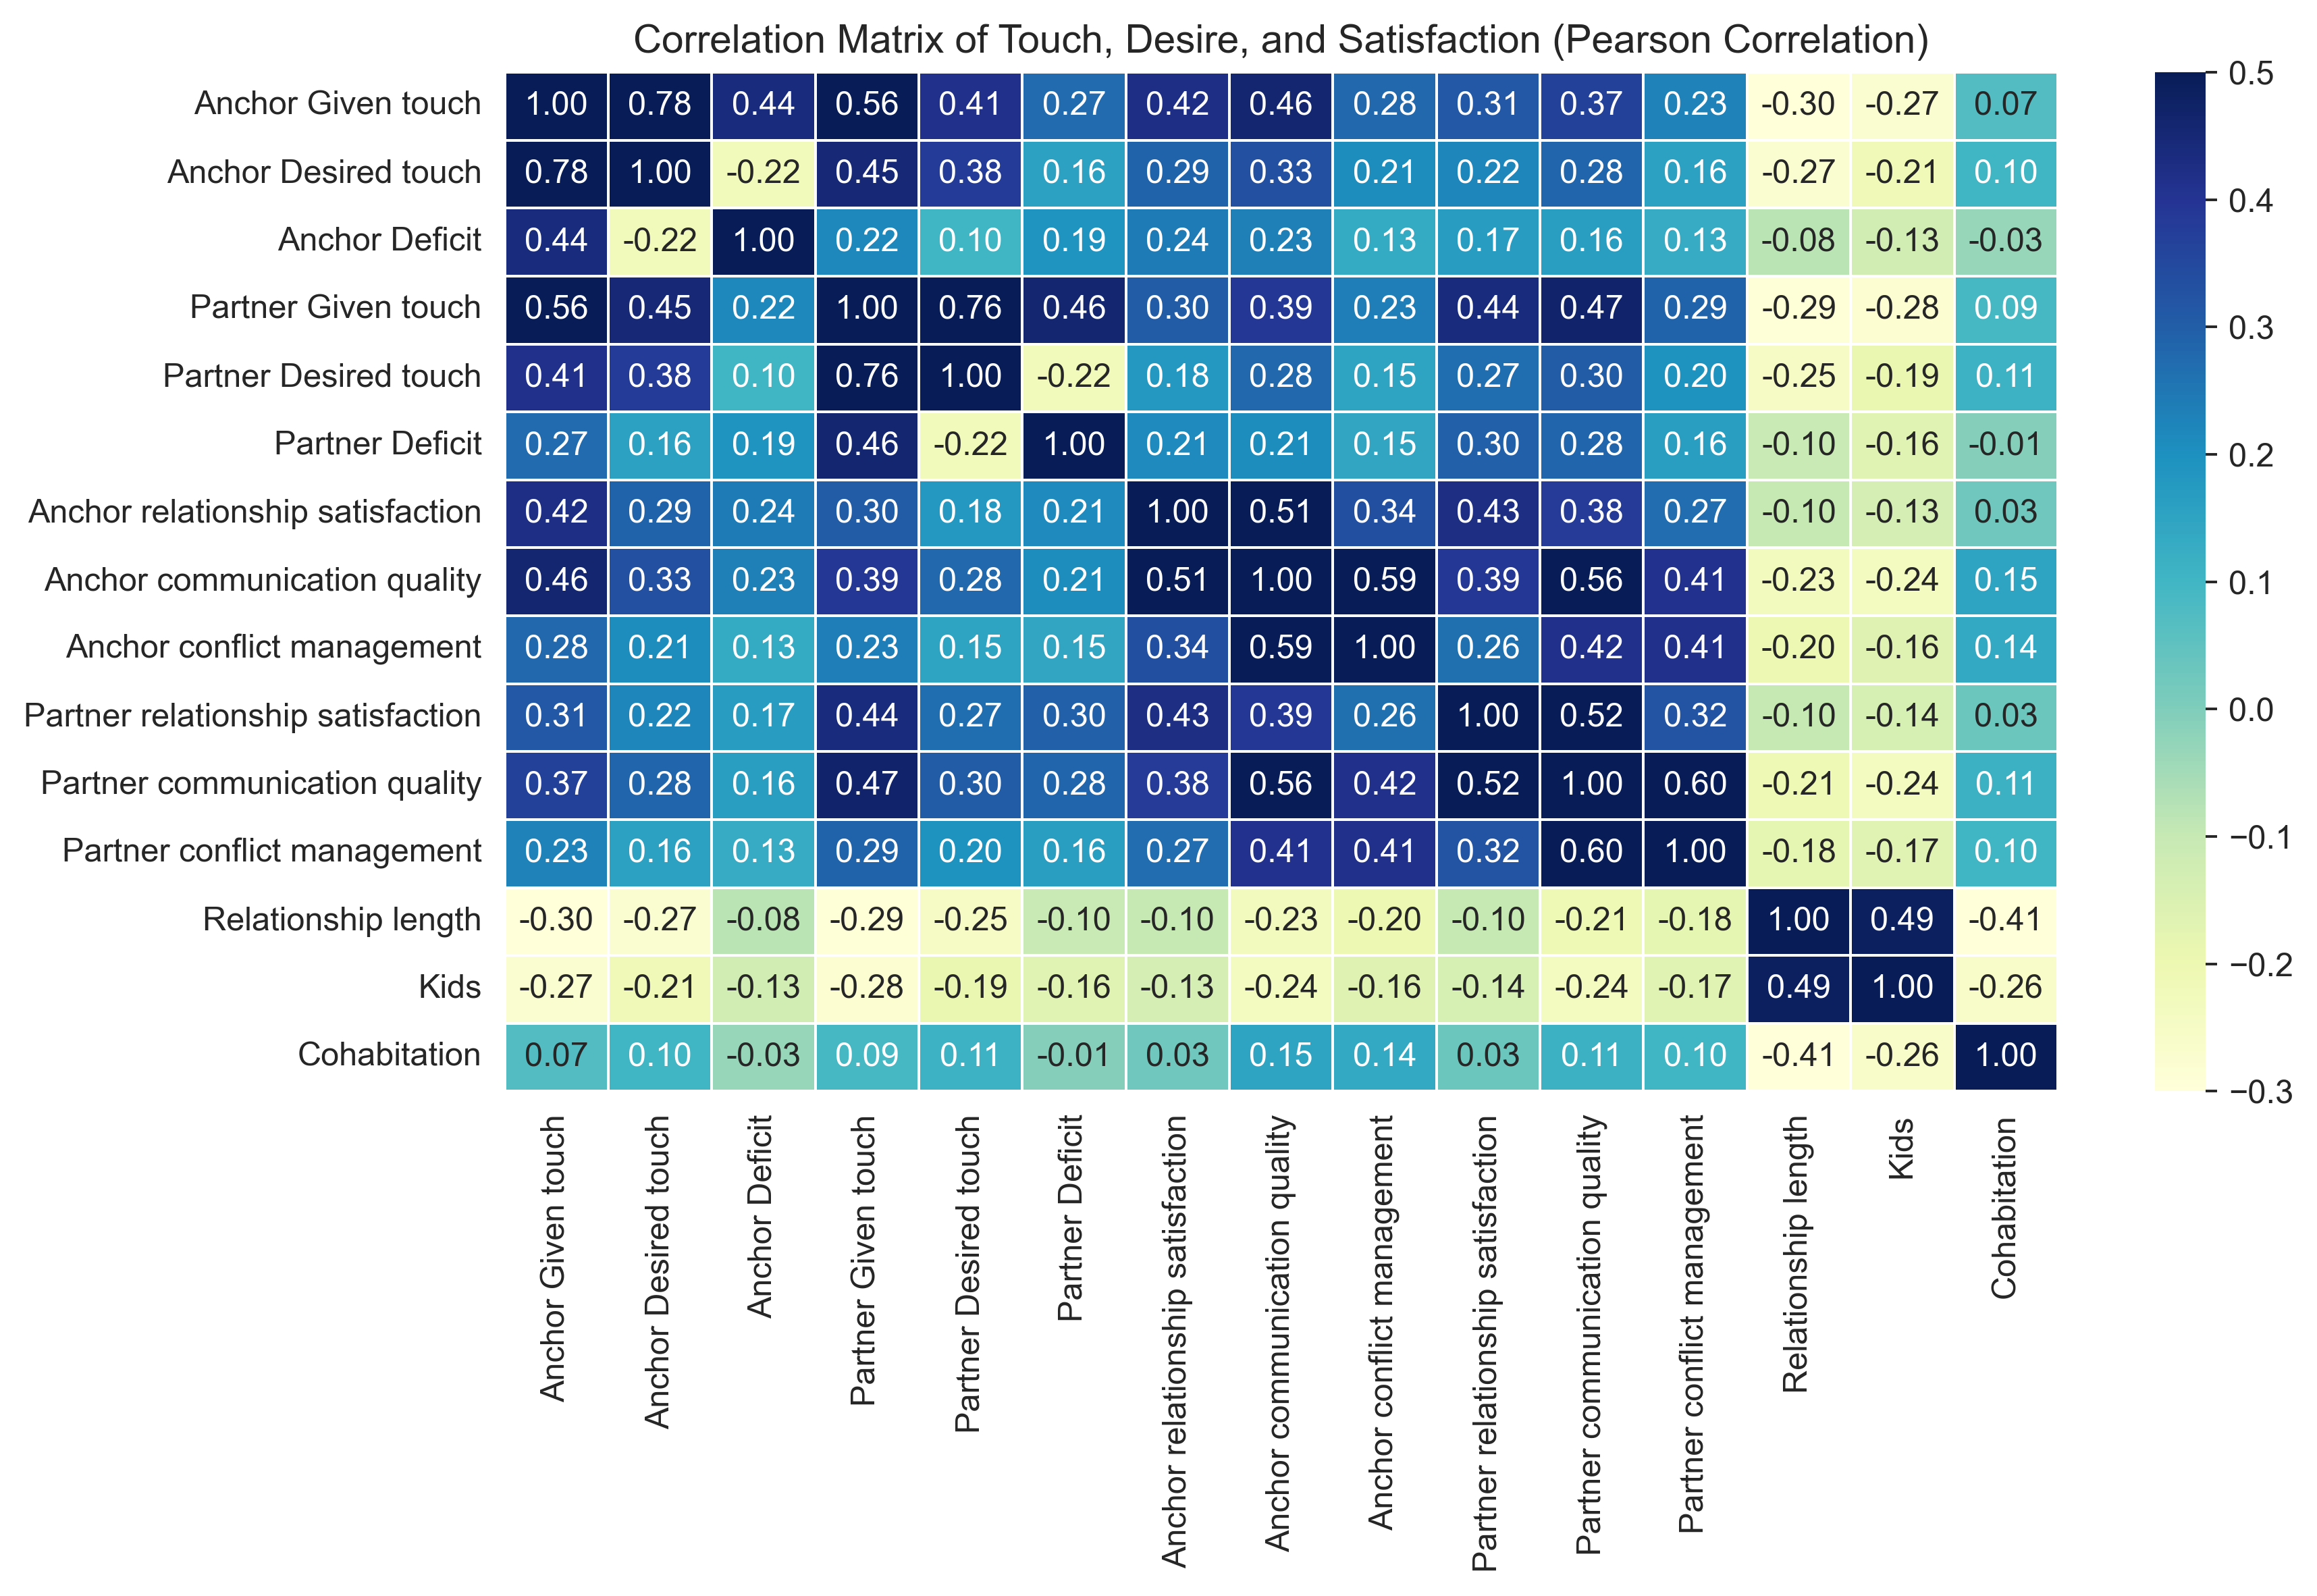 Correlation Matrix of Touch, Desire, and Satisfaction (Pearson Correlation)
Anchor Given touch 1.00 0.78 0.44 0.56 0.41 0.27 0.42 0.46 0.28 0.31 0.37 0.23 -0.30 -0.27 0.07
Anchor Desired touch 0.78 1.00 -0.22 0.45 0.38 0.16 0.29 0.33 0.21 0.22 0.28 0.16 -0.27 -0.21 0.10
Anchor Deficit 0.44 -0.22 1.00 0.22 0.10 0.19 0.24 0.23 0.13 0.17 0.16 0.13 -0.08 -0.13 -0.03
Partner Given touch 0.56 0.45 0.22 1.00 0.76 0.46 0.30 0.39 0.23 0.44 0.47 0.29 -0.29 -0.28 0.09
Partner Desired touch 0.41 0.38 0.10 0.76 1.00 -0.22 0.18 0.28 0.15 0.27 0.30 0.20 -0.25 -0.19 0.11
Partner Deficit 0.27 0.16 0.19 0.46 -0.22 1.00 0.21 0.21 0.15 0.30 0.28 0.16 -0.10 -0.16 -0.01
Anchor relationship satisfaction 0.42 0.29 0.24 0.30 0.18 0.21 1.00 0.51 0.34 0.43 0.38 0.27 -0.10 -0.13 0.03
Anchor communication quality 0.46 0.33 0.23 0.39 0.28 0.21 0.51 1.00 0.59 0.39 0.56 0.41 -0.23 -0.24 0.15
Anchor conflict management 0.28 0.21 0.13 0.23 0.15 0.15 0.34 0.59 1.00 0.26 0.42 0.41 -0.20 -0.16 0.14
Partner relationship satisfaction 0.31 0.22 0.17 0.44 0.27 0.30 0.43 0.39 0.26 1.00 0.52 0.32 -0.10 -0.14 0.03
Partner communication quality 0.37 0.28 0.16 0.47 0.30 0.28 0.38 0.56 0.42 0.52 1.00 0.60 -0.21 -0.24 0.11
Partner conflict management 0.23 0.16 0.13 0.29 0.20 0.16 0.27 0.41 0.41 0.32 0.60 1.00 -0.18 -0.17 0.10
Relationship length -0.30 -0.27 -0.08 -0.29 -0.25 -0.10 -0.10 -0.23 -0.20 -0.10 -0.21 -0.18 1.00 0.49 -0.41
Kids -0.27 -0.21 -0.13 -0.28 -0.19 -0.16 -0.13 -0.24 -0.16 -0.14 -0.24 -0.17 0.49 1.00 -0.26
Cohabitation 0.07 0.10 -0.03 0.09 0.11 -0.01 0.03 0.15 0.14 0.03 0.11 0.10 -0.41 -0.26 1.00
Anchor Given touch
Anchor Desired touch
Anchor Deficit
Partner Given touch
Partner Desired touch
Partner Deficit
Anchor relationship satisfaction
Anchor communication quality
Anchor conflict management
Partner relationship satisfaction
Partner communication quality
Partner conflict management
Relationship length
Kids
Cohabitation
0.5
0.4
0.3
0.2
0.1
0.0
−0.1
−0.2
−0.3